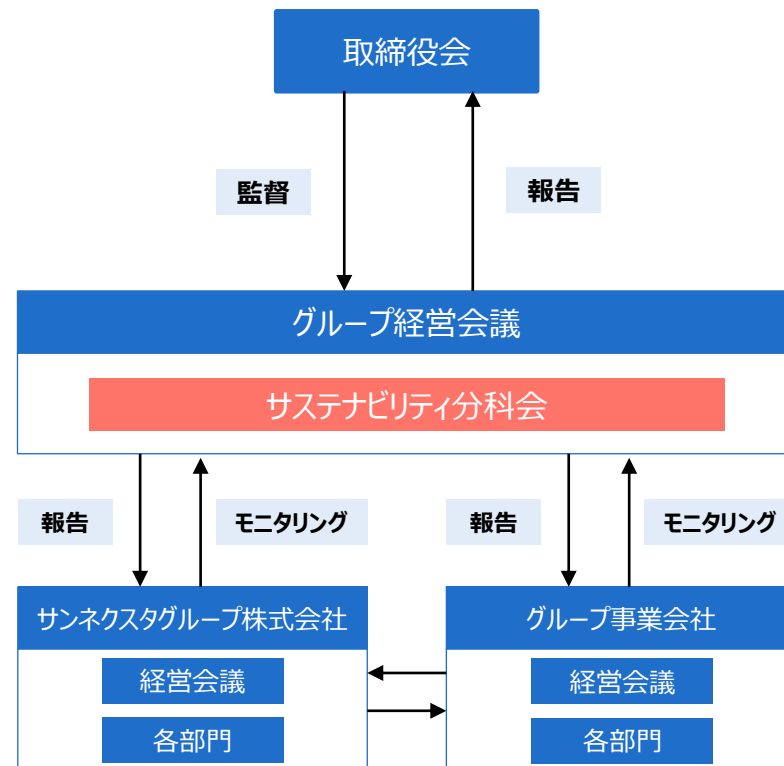 取締役会
監督
報告
グループ経営会議
サステナビリティ分科会
報告
モニタリング
報告
モニタリング
サンネクスタグループ株式会社
グループ事業会社
経営会議
経営会議
各部門
各部門